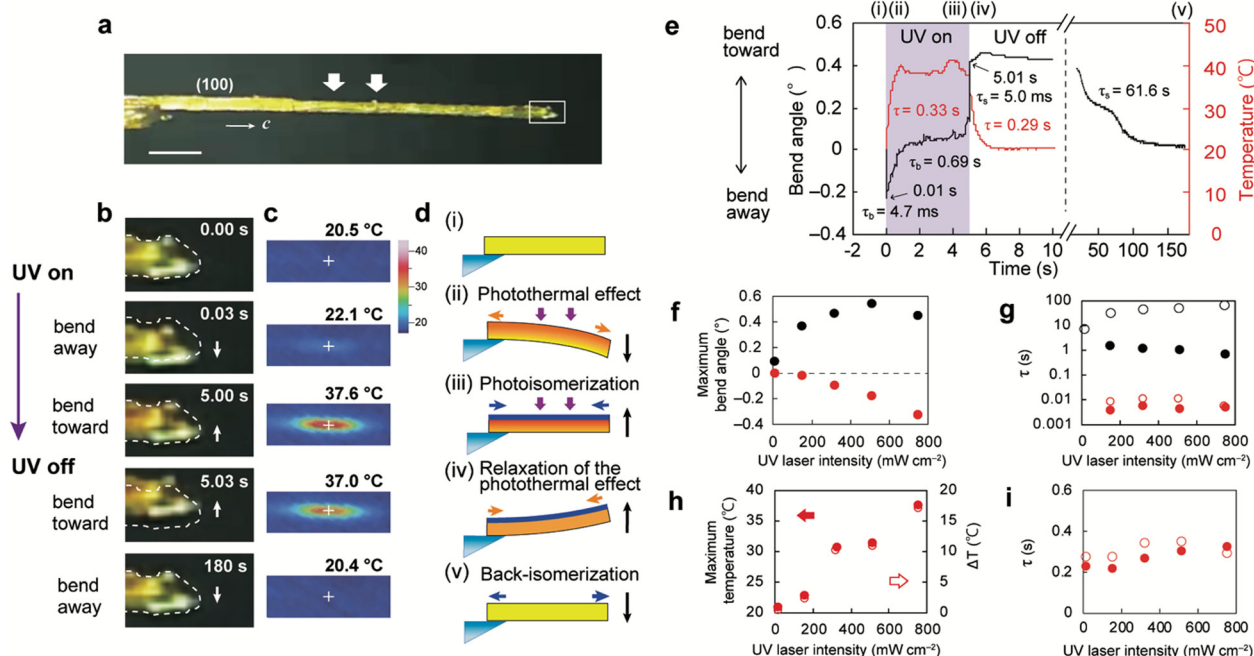 a
(100)
c
b
c
d
UV on
bend
away
bend
toward
UV off
bend
toward
bend
away
0.00 s
0.03 s
5.00 s
5.03 s
180 s
20.5 °C
22.1 °C
37.6 °C
37.0 °C
20.4 °C
40
30
20
(i)
(ii) Photothermal effect
(iii) Photoisomerization
(iv) Relaxation of the
photothermal effect
(v) Back-isomerization
e
bend
toward
bend
away
Bend angle (°)
0.6
0.4
0.2
0
−0.2
−0.4
(i) (ii) (iii) (iv) (v)
UV on UV off
5.01 s
τs = 5.0 ms
τs = 61.6 s
τ = 0.33 s
τ = 0.29 s
τb = 0.69 s
0.01 s
τb = 4.7 ms
50
40
30
20
10
0
Temperature (℃)
0 2 4 6 8 10 50 100 150
Time (s)
f
Maximum
bend angle (°)
0.6
0.4
0.2
0
−0.2
−0.4
0 200 400 600 800
UV laser intensity (mW cm⁻²)
g
τ (s)
100
10
1
0.1
0.01
0.001
0 200 400 600 800
UV laser intensity (mW cm⁻²)
h
Maximum
temperature (℃)
40
35
30
25
20
20
15
10
5
0
ΔT (℃)
0 200 400 600 800
UV laser intensity (mW cm⁻²)
i
τ (s)
0.6
0.4
0.2
0
0 200 400 600 800
UV laser intensity (mW cm⁻²)